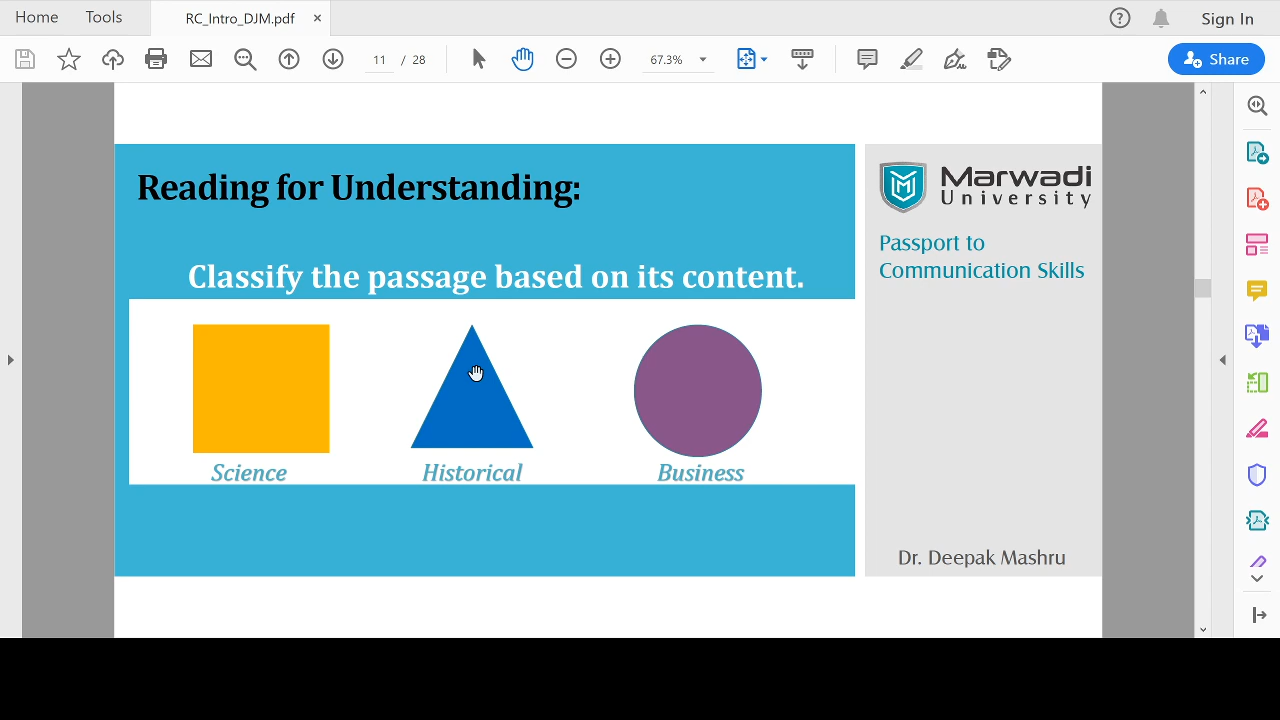 Home Tools RC_Intro_DJM.pdf × Sign In
11 / 28 67.3% Share
Reading for Understanding:
Classify the passage based on its content.
Science Historical Business
Marwadi
University
Passport to
Communication Skills
Dr. Deepak Mashru